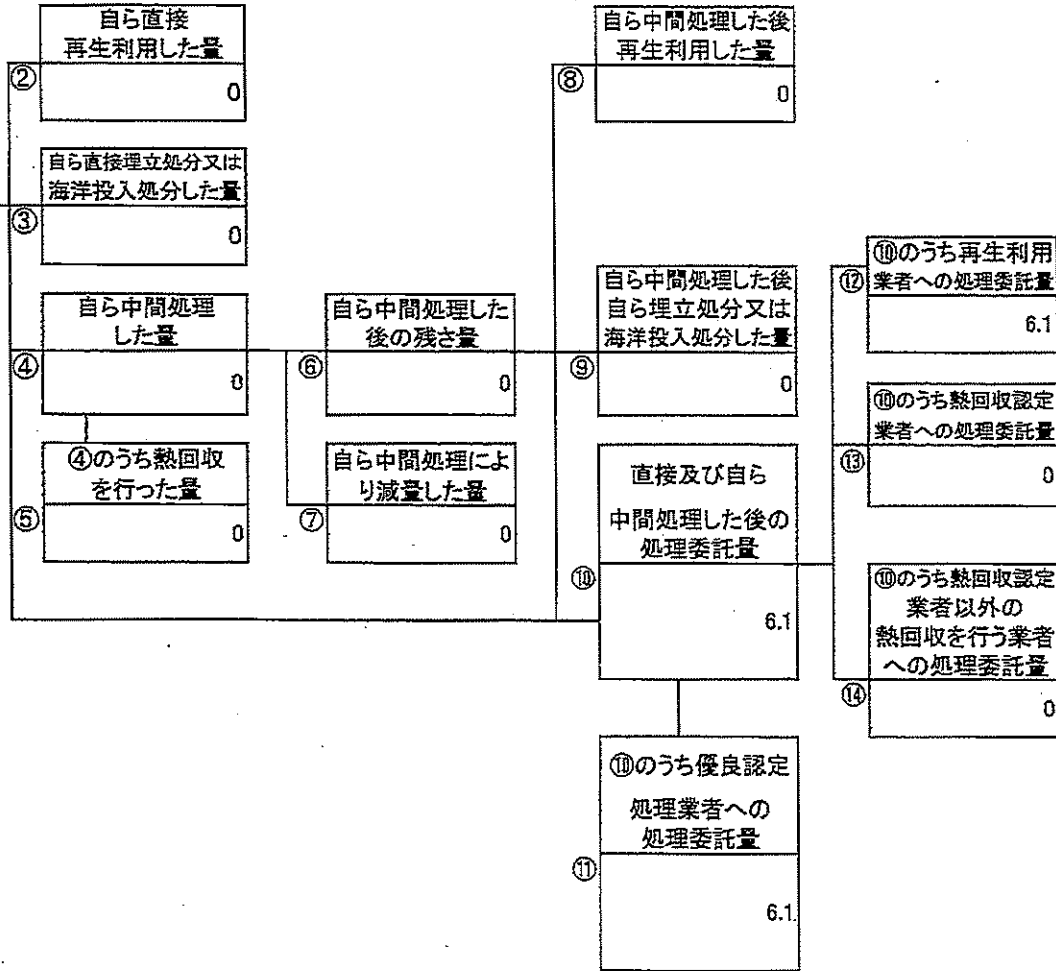 自ら直接
再生利用した量
②
0
自ら直接埋立処分又は
海洋投入処分した量
③
0
自ら中間処理
した量
④
0
④のうち熱回収
を行った量
⑤
0
自ら中間処理した
後の残さ量
⑥
0
自ら中間処理によ
り減量した量
⑦
0
自ら中間処理した後
再生利用した量
⑧
0
自ら中間処理した後
自ら埋立処分又は
海洋投入処分した量
⑨
0
直接及び自ら
中間処理した後の
処理委託量
⑩
6.1
⑩のうち優良認定
処理業者への
処理委託量
⑪
6.1
⑩のうち再生利用
業者への処理委託量
⑫
6.1
⑩のうち熱回収認定
業者への処理委託量
⑬
0
⑩のうち熱回収認定
業者以外の
熱回収を行う業者
への処理委託量
⑭
0